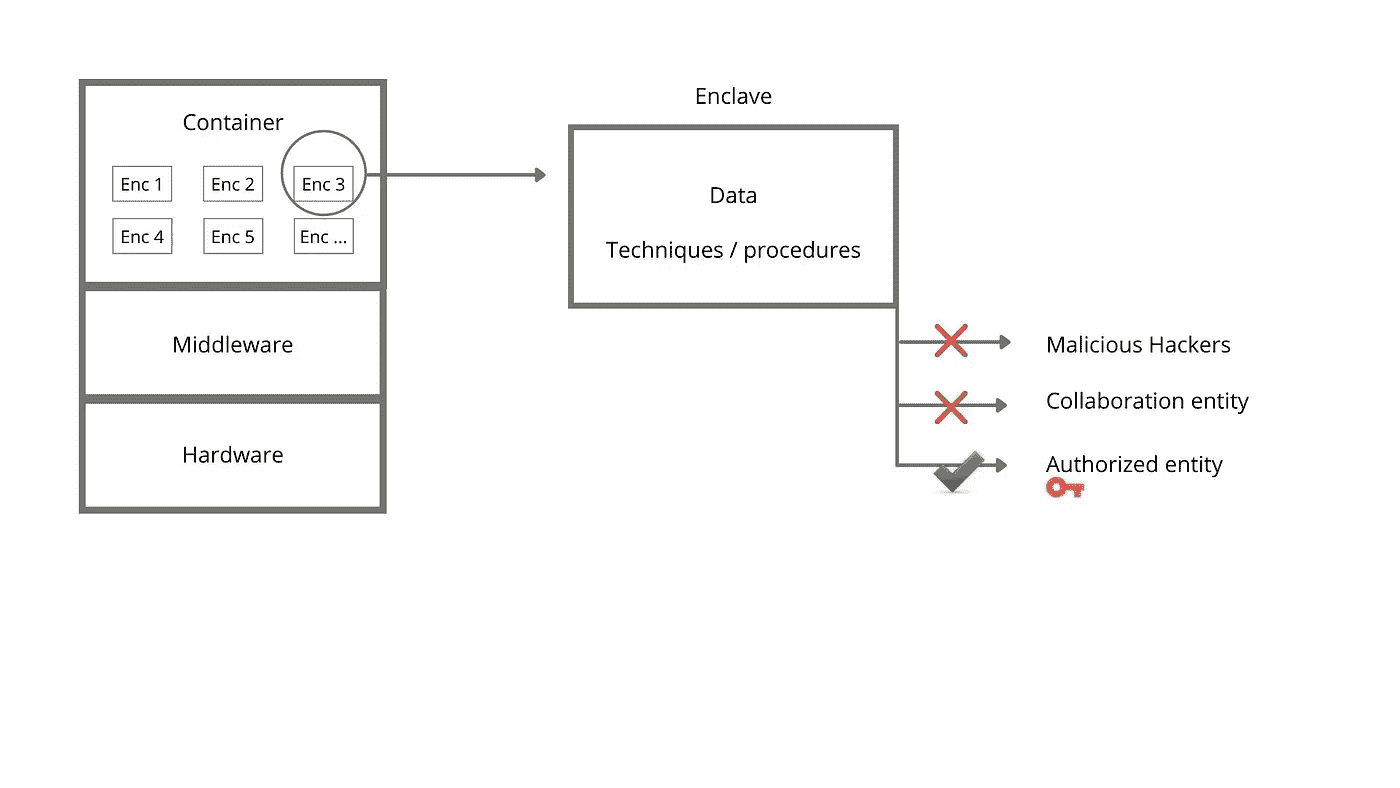 Container
Enc 1
Enc 2
Enc 3
Enc 4
Enc 5
Enc ...
Middleware
Hardware
Enclave
Data
Techniques / procedures
Malicious Hackers
Collaboration entity
Authorized entity